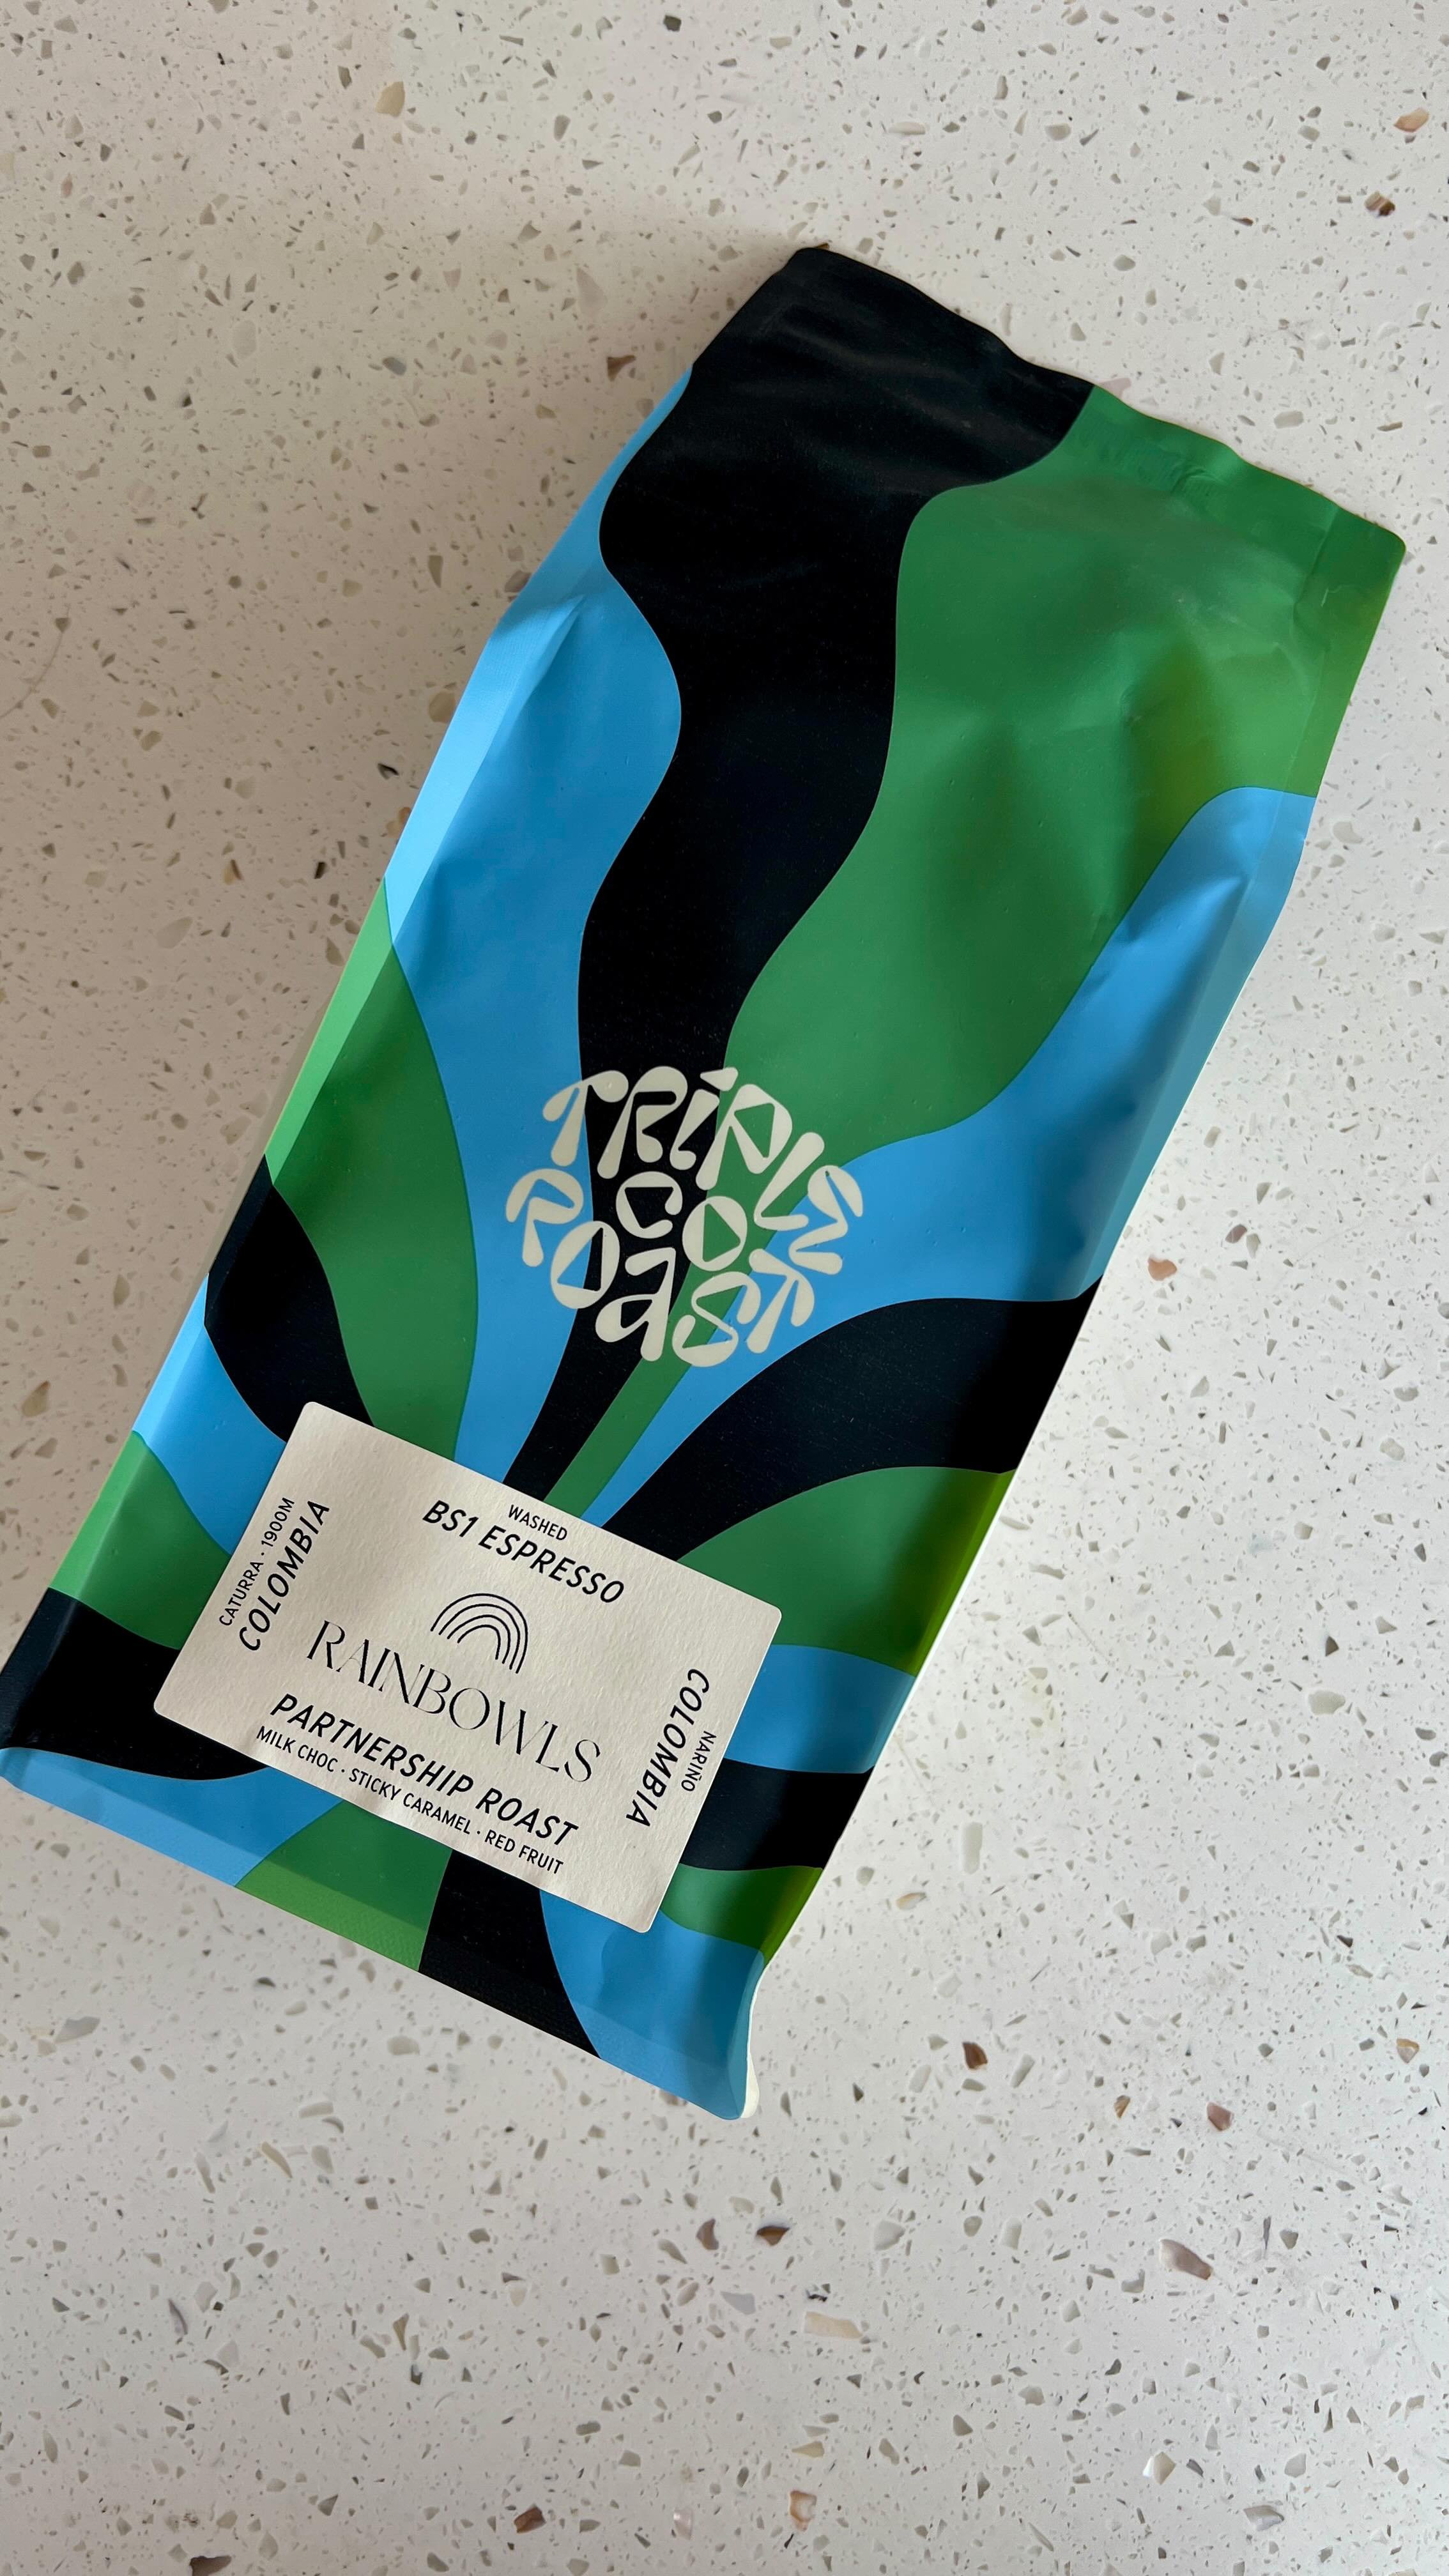 TRIPLE
CO
ROAST
WASHED
BS1 ESPRESSO
CATURRA · 1900M
COLOMBIA
RAINBOWLS
COLOMBIA
NARIÑO
PARTNERSHIP ROAST
MILK CHOC · STICKY CARAMEL · RED FRUIT